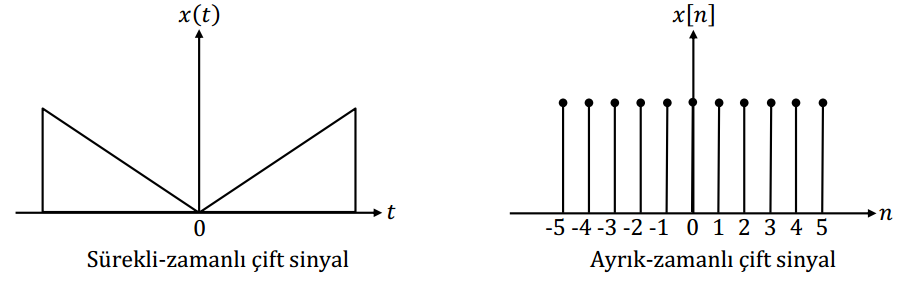 x(t)
t
0
Sürekli-zamanlı çift sinyal
x[n]
n
-5 -4 -3 -2 -1 0 1 2 3 4 5
Ayrık-zamanlı çift sinyal